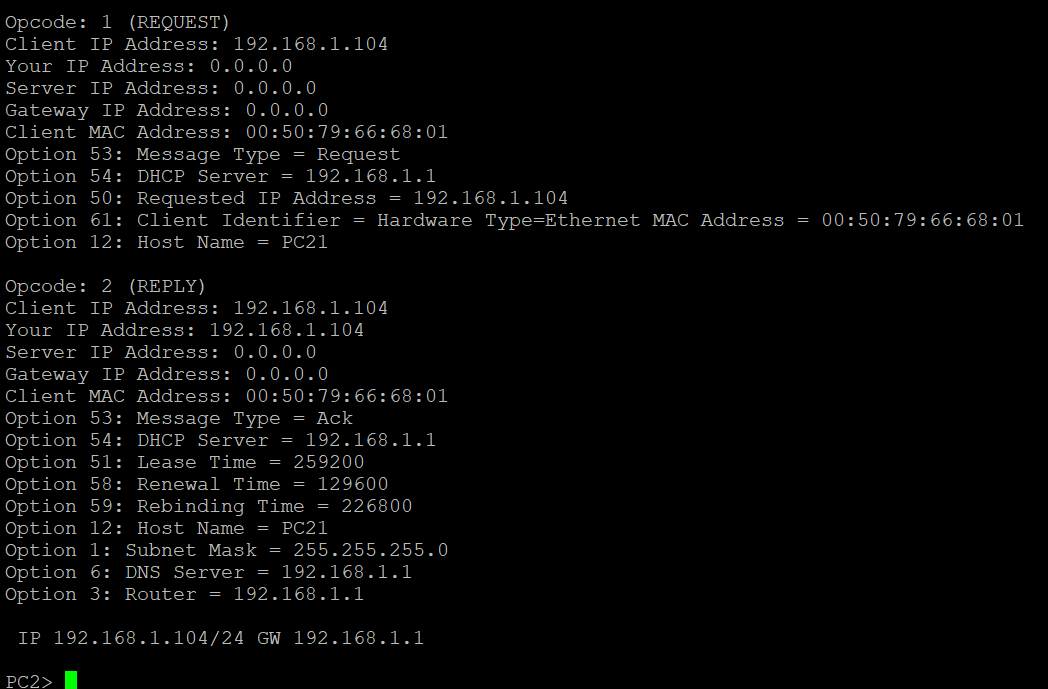 Opcode: 1 (REQUEST)
Client IP Address: 192.168.1.104
Your IP Address: 0.0.0.0
Server IP Address: 0.0.0.0
Gateway IP Address: 0.0.0.0
Client MAC Address: 00:50:79:66:68:01
Option 53: Message Type = Request
Option 54: DHCP Server = 192.168.1.1
Option 50: Requested IP Address = 192.168.1.104
Option 61: Client Identifier = Hardware Type=Ethernet MAC Address = 00:50:79:66:68:01
Option 12: Host Name = PC21
Opcode: 2 (REPLY)
Client IP Address: 192.168.1.104
Your IP Address: 192.168.1.104
Server IP Address: 0.0.0.0
Gateway IP Address: 0.0.0.0
Client MAC Address: 00:50:79:66:68:01
Option 53: Message Type = Ack
Option 54: DHCP Server = 192.168.1.1
Option 51: Lease Time = 259200
Option 58: Renewal Time = 129600
Option 59: Rebinding Time = 226800
Option 12: Host Name = PC21
Option 1: Subnet Mask = 255.255.255.0
Option 6: DNS Server = 192.168.1.1
Option 3: Router = 192.168.1.1
IP 192.168.1.104/24 GW 192.168.1.1
PC2>